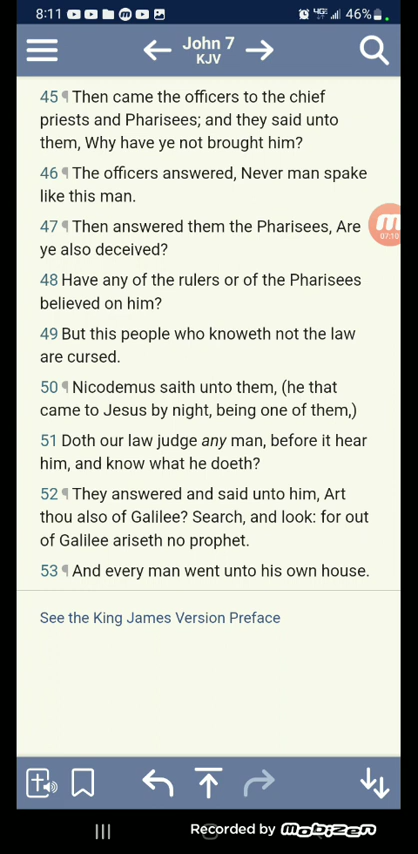 8:11 46%
John 7
KJV
45 ¶ Then came the officers to the chief
priests and Pharisees; and they said unto
them, Why have ye not brought him?
46 ¶ The officers answered, Never man spake
like this man.
47 ¶ Then answered them the Pharisees, Are
ye also deceived?
07:10
48 Have any of the rulers or of the Pharisees
believed on him?
49 But this people who knoweth not the law
are cursed.
50 ¶ Nicodemus saith unto them, (he that
came to Jesus by night, being one of them,)
51 Doth our law judge any man, before it hear
him, and know what he doeth?
52 ¶ They answered and said unto him, Art
thou also of Galilee? Search, and look: for out
of Galilee ariseth no prophet.
53 ¶ And every man went unto his own house.
See the King James Version Preface
Recorded by mobizen